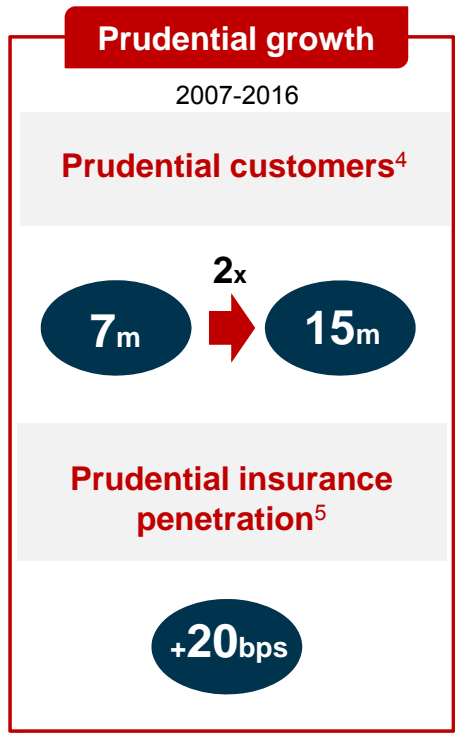 Prudential growth
2007-2016
Prudential customers⁴
2x
7m
15m
Prudential insurance
penetration⁵
+20bps